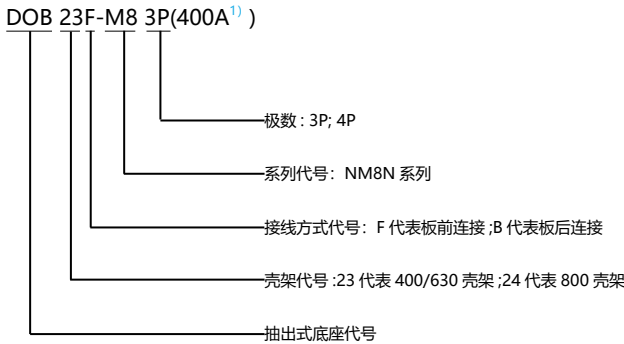 DOB 23F-M8 3P(400A¹⁾ )
极数 : 3P; 4P
系列代号：NM8N 系列
接线方式代号：F 代表板前连接 ;B 代表板后连接
壳架代号 :23 代表 400/630 壳架 ;24 代表 800 壳架
抽出式底座代号